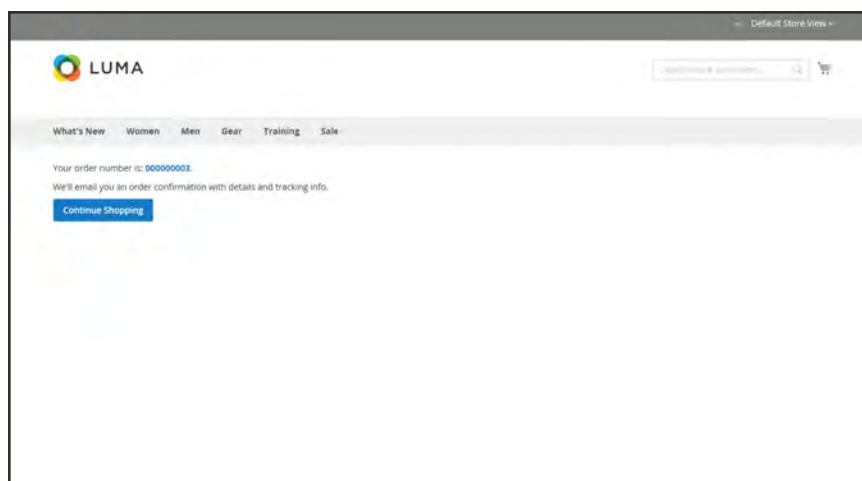 Default Store View
LUMA
What's New Women Men Gear Training Sale
Your order number is: 000000003.
We'll email you an order confirmation with details and tracking info.
Continue Shopping